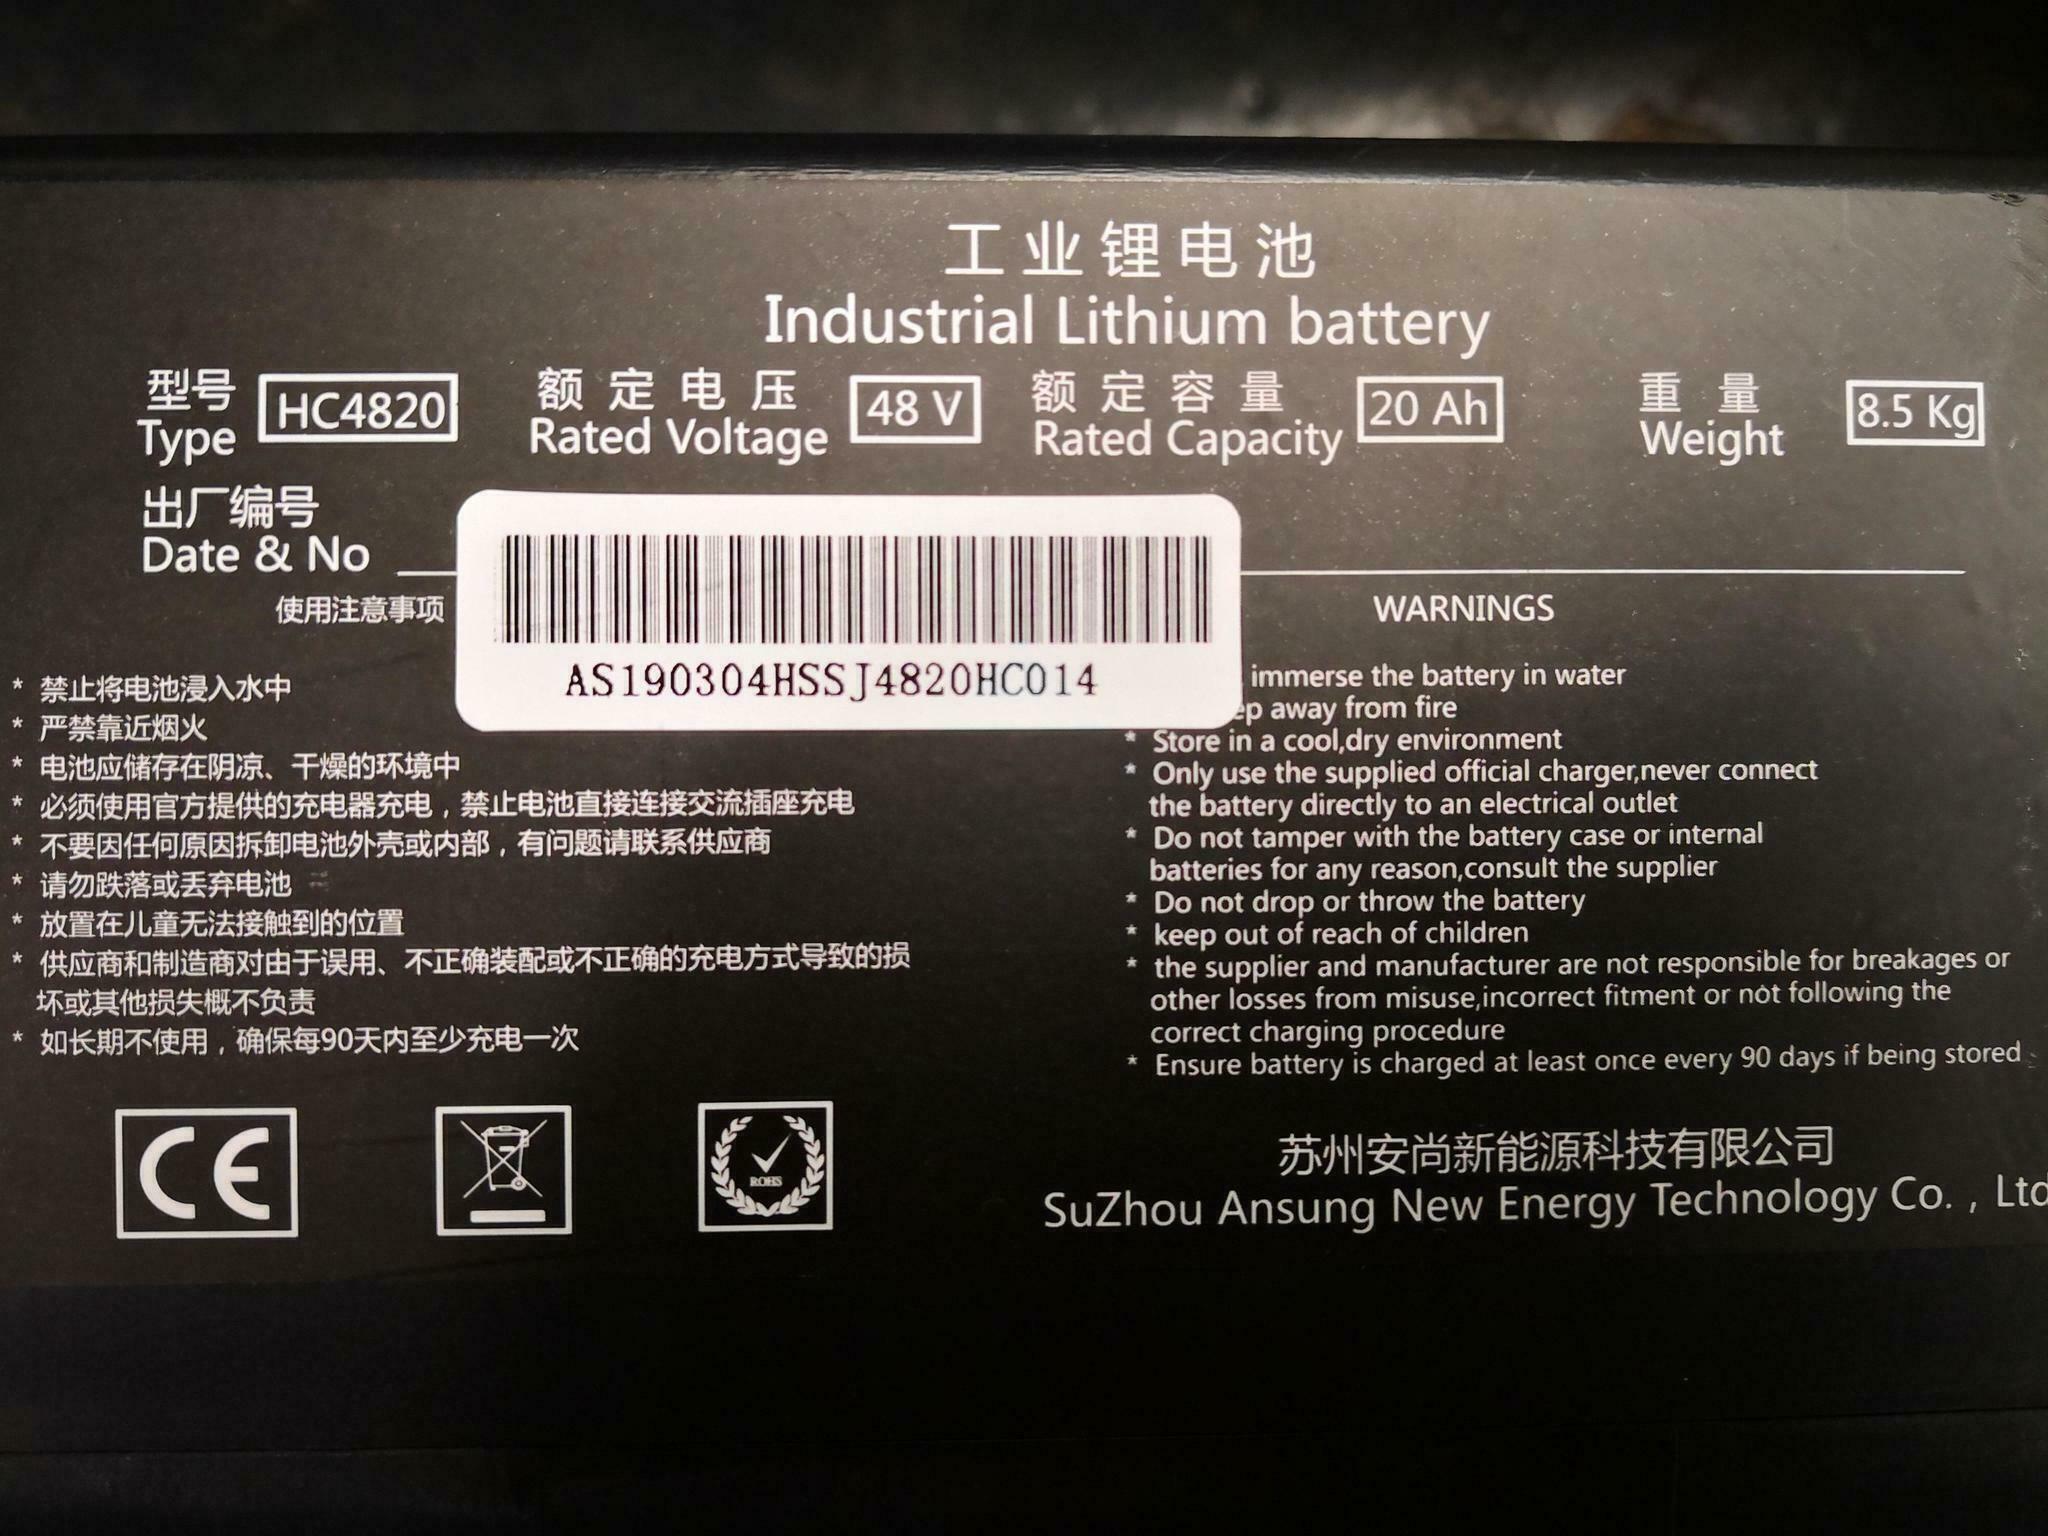 工业锂电池
Industrial Lithium battery
型号 额定电压 额定容量 重量
Type HC4820 Rated Voltage 48 V Rated Capacity 20 Ah Weight 8.5 Kg
出厂编号
Date & No
AS190304HSSJ4820HC014
使用注意事项
* 禁止将电池浸入水中
* 严禁靠近烟火
* 电池应储存在阴凉、干燥的环境中
* 必须使用官方提供的充电器充电，禁止电池直接连接交流插座充电
* 不要因任何原因拆卸电池外壳或内部，有问题请联系供应商
* 请勿跌落或丢弃电池
* 放置在儿童无法接触到的位置
* 供应商和制造商对由于误用、不正确装配或不正确的充电方式导致的损
坏或其他损失概不负责
* 如长期不使用，确保每90天内至少充电一次
WARNINGS
immerse the battery in water
ep away from fire
* Store in a cool,dry environment
* Only use the supplied official charger,never connect
the battery directly to an electrical outlet
* Do not tamper with the battery case or internal
batteries for any reason,consult the supplier
* Do not drop or throw the battery
* keep out of reach of children
* the supplier and manufacturer are not responsible for breakages or
other losses from misuse,incorrect fitment or not following the
correct charging procedure
* Ensure battery is charged at least once every 90 days if being stored
CE
ROHS
苏州安尚新能源科技有限公司
SuZhou Ansung New Energy Technology Co. , Ltd